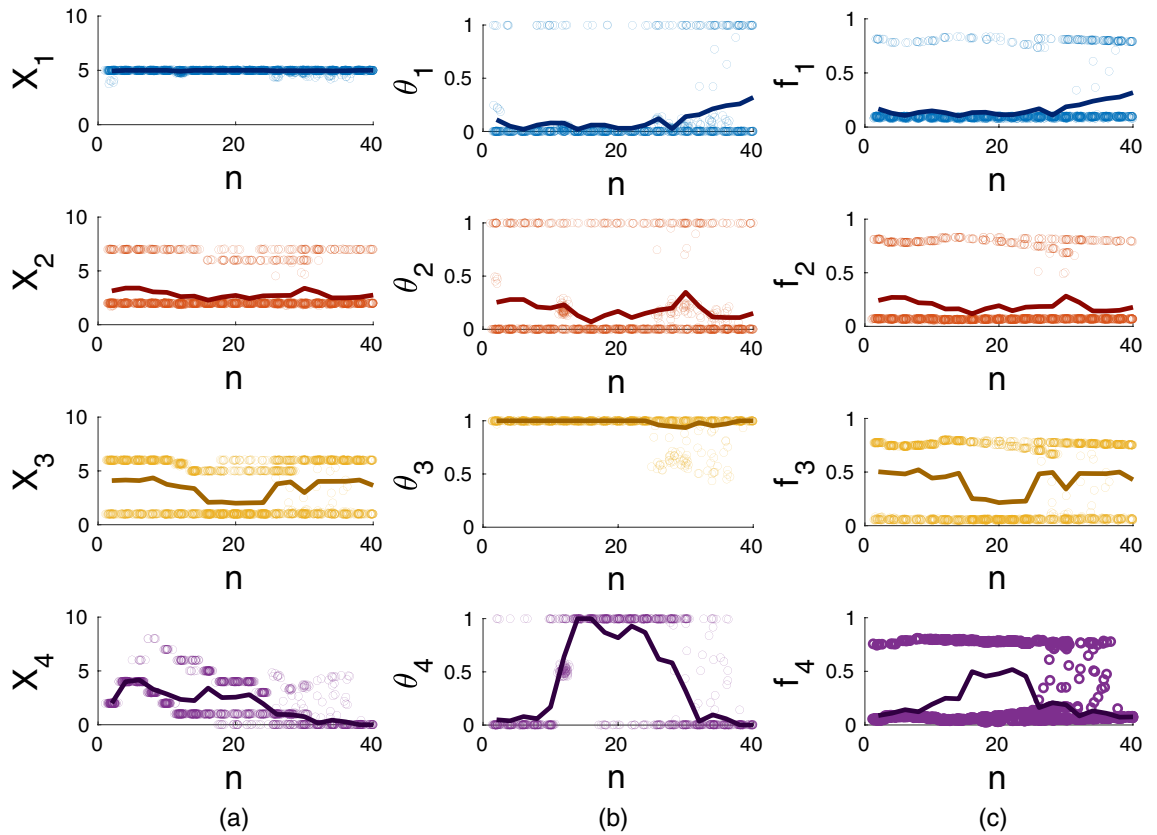 10 5 0 X1 0 20 40 n
1 0.5 0 θ1 0 20 40 n
1 0.5 0 f1 0 20 40 n
10 5 0 X2 0 20 40 n
1 0.5 0 θ2 0 20 40 n
1 0.5 0 f2 0 20 40 n
10 5 0 X3 0 20 40 n
1 0.5 0 θ3 0 20 40 n
1 0.5 0 f3 0 20 40 n
10 5 0 X4 0 20 40 n
1 0.5 0 θ4 0 20 40 n
1 0.5 0 f4 0 20 40 n
(a) (b) (c)